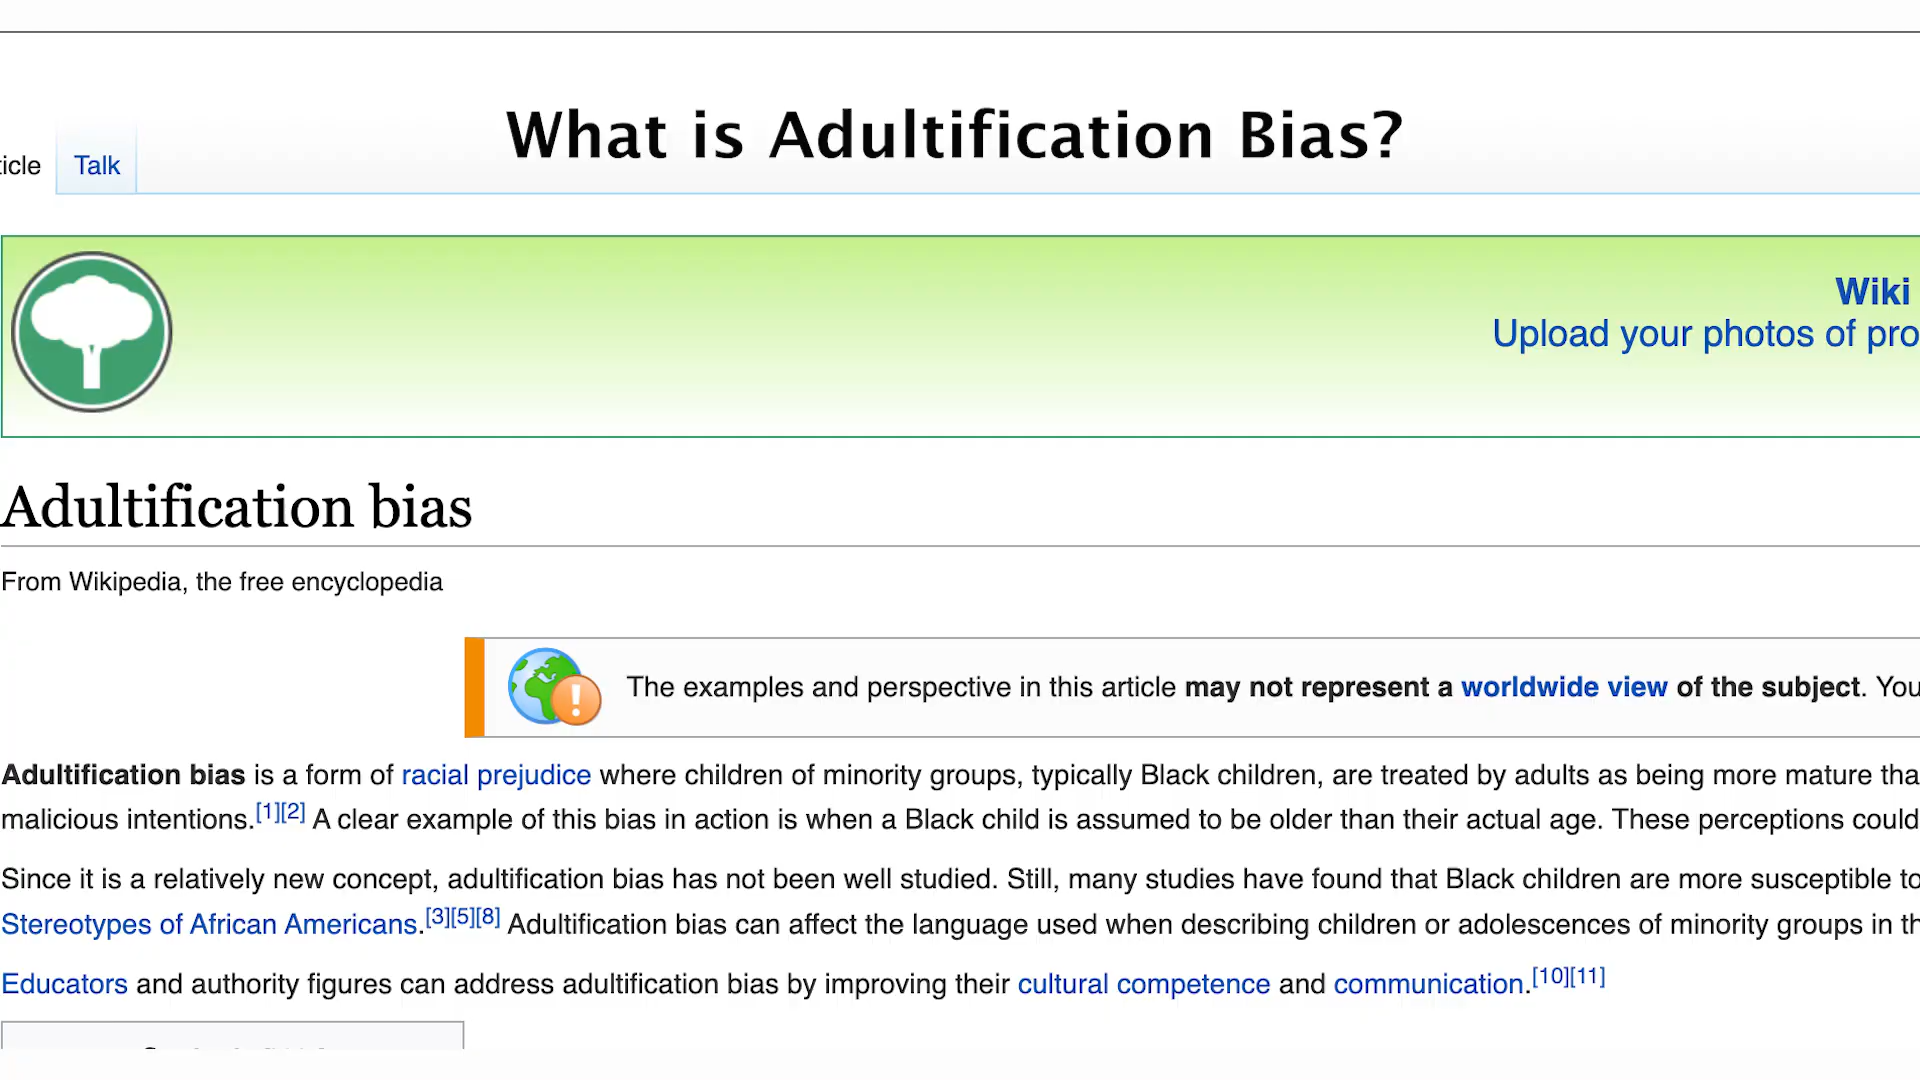 What is Adultification Bias?
ticle Talk
Wiki
Upload your photos of pro
Adultification bias
From Wikipedia, the free encyclopedia
The examples and perspective in this article may not represent a worldwide view of the subject. You
Adultification bias is a form of racial prejudice where children of minority groups, typically Black children, are treated by adults as being more mature tha
malicious intentions.[1][2] A clear example of this bias in action is when a Black child is assumed to be older than their actual age. These perceptions could
Since it is a relatively new concept, adultification bias has not been well studied. Still, many studies have found that Black children are more susceptible to
Stereotypes of African Americans.[3][5][8] Adultification bias can affect the language used when describing children or adolescences of minority groups in th
Educators and authority figures can address adultification bias by improving their cultural competence and communication.[10][11]